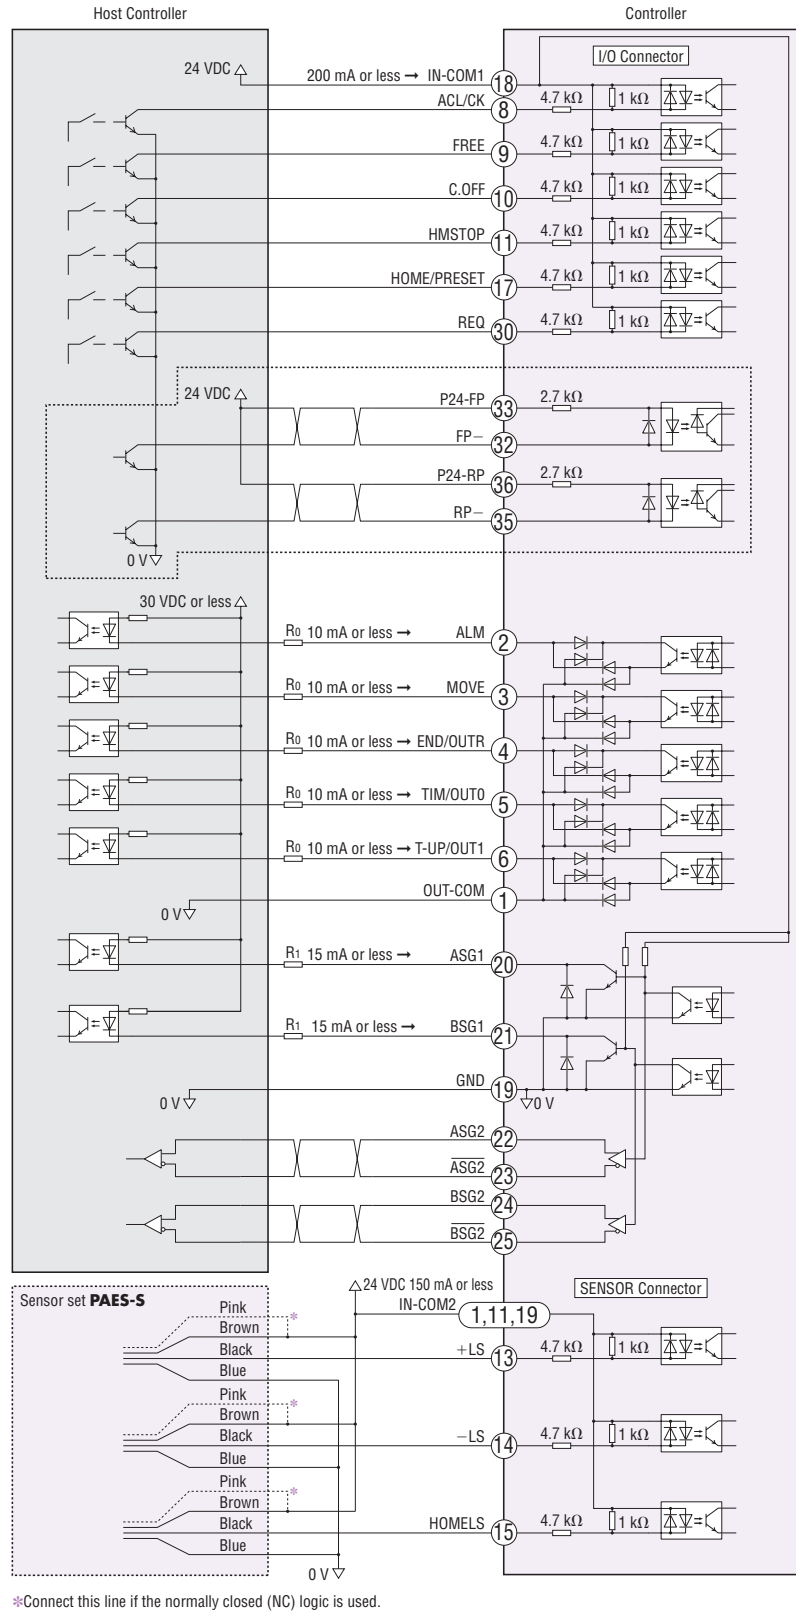 Host Controller
Controller
I/O Connector
24 VDC
200 mA or less → IN-COM1
18
ACL/CK
8
4.7 kΩ
1 kΩ
FREE
9
4.7 kΩ
1 kΩ
C.OFF
10
4.7 kΩ
1 kΩ
HMSTOP
11
4.7 kΩ
1 kΩ
HOME/PRESET
17
4.7 kΩ
1 kΩ
REQ
30
4.7 kΩ
1 kΩ
24 VDC
P24-FP
33
2.7 kΩ
FP−
32
P24-RP
36
2.7 kΩ
RP−
35
0 V
30 VDC or less
R0 10 mA or less → ALM
2
R0 10 mA or less → MOVE
3
R0 10 mA or less → END/OUTR
4
R0 10 mA or less → TIM/OUT0
5
R0 10 mA or less → T-UP/OUT1
6
OUT-COM
1
0 V
R1 15 mA or less → ASG1
20
R1 15 mA or less → BSG1
21
GND
19
0 V
0 V
ASG2
22
A̅S̅G̅2̅
23
BSG2
24
B̅S̅G̅2̅
25
Sensor set PAES-S
24 VDC 150 mA or less
IN-COM2
1,11,19
SENSOR Connector
Pink
*
Brown
Black
+LS
13
4.7 kΩ
1 kΩ
Blue
Pink
*
Brown
Black
−LS
14
4.7 kΩ
1 kΩ
Blue
Pink
*
Brown
Black
HOMELS
15
4.7 kΩ
1 kΩ
Blue
0 V
*Connect this line if the normally closed (NC) logic is used.